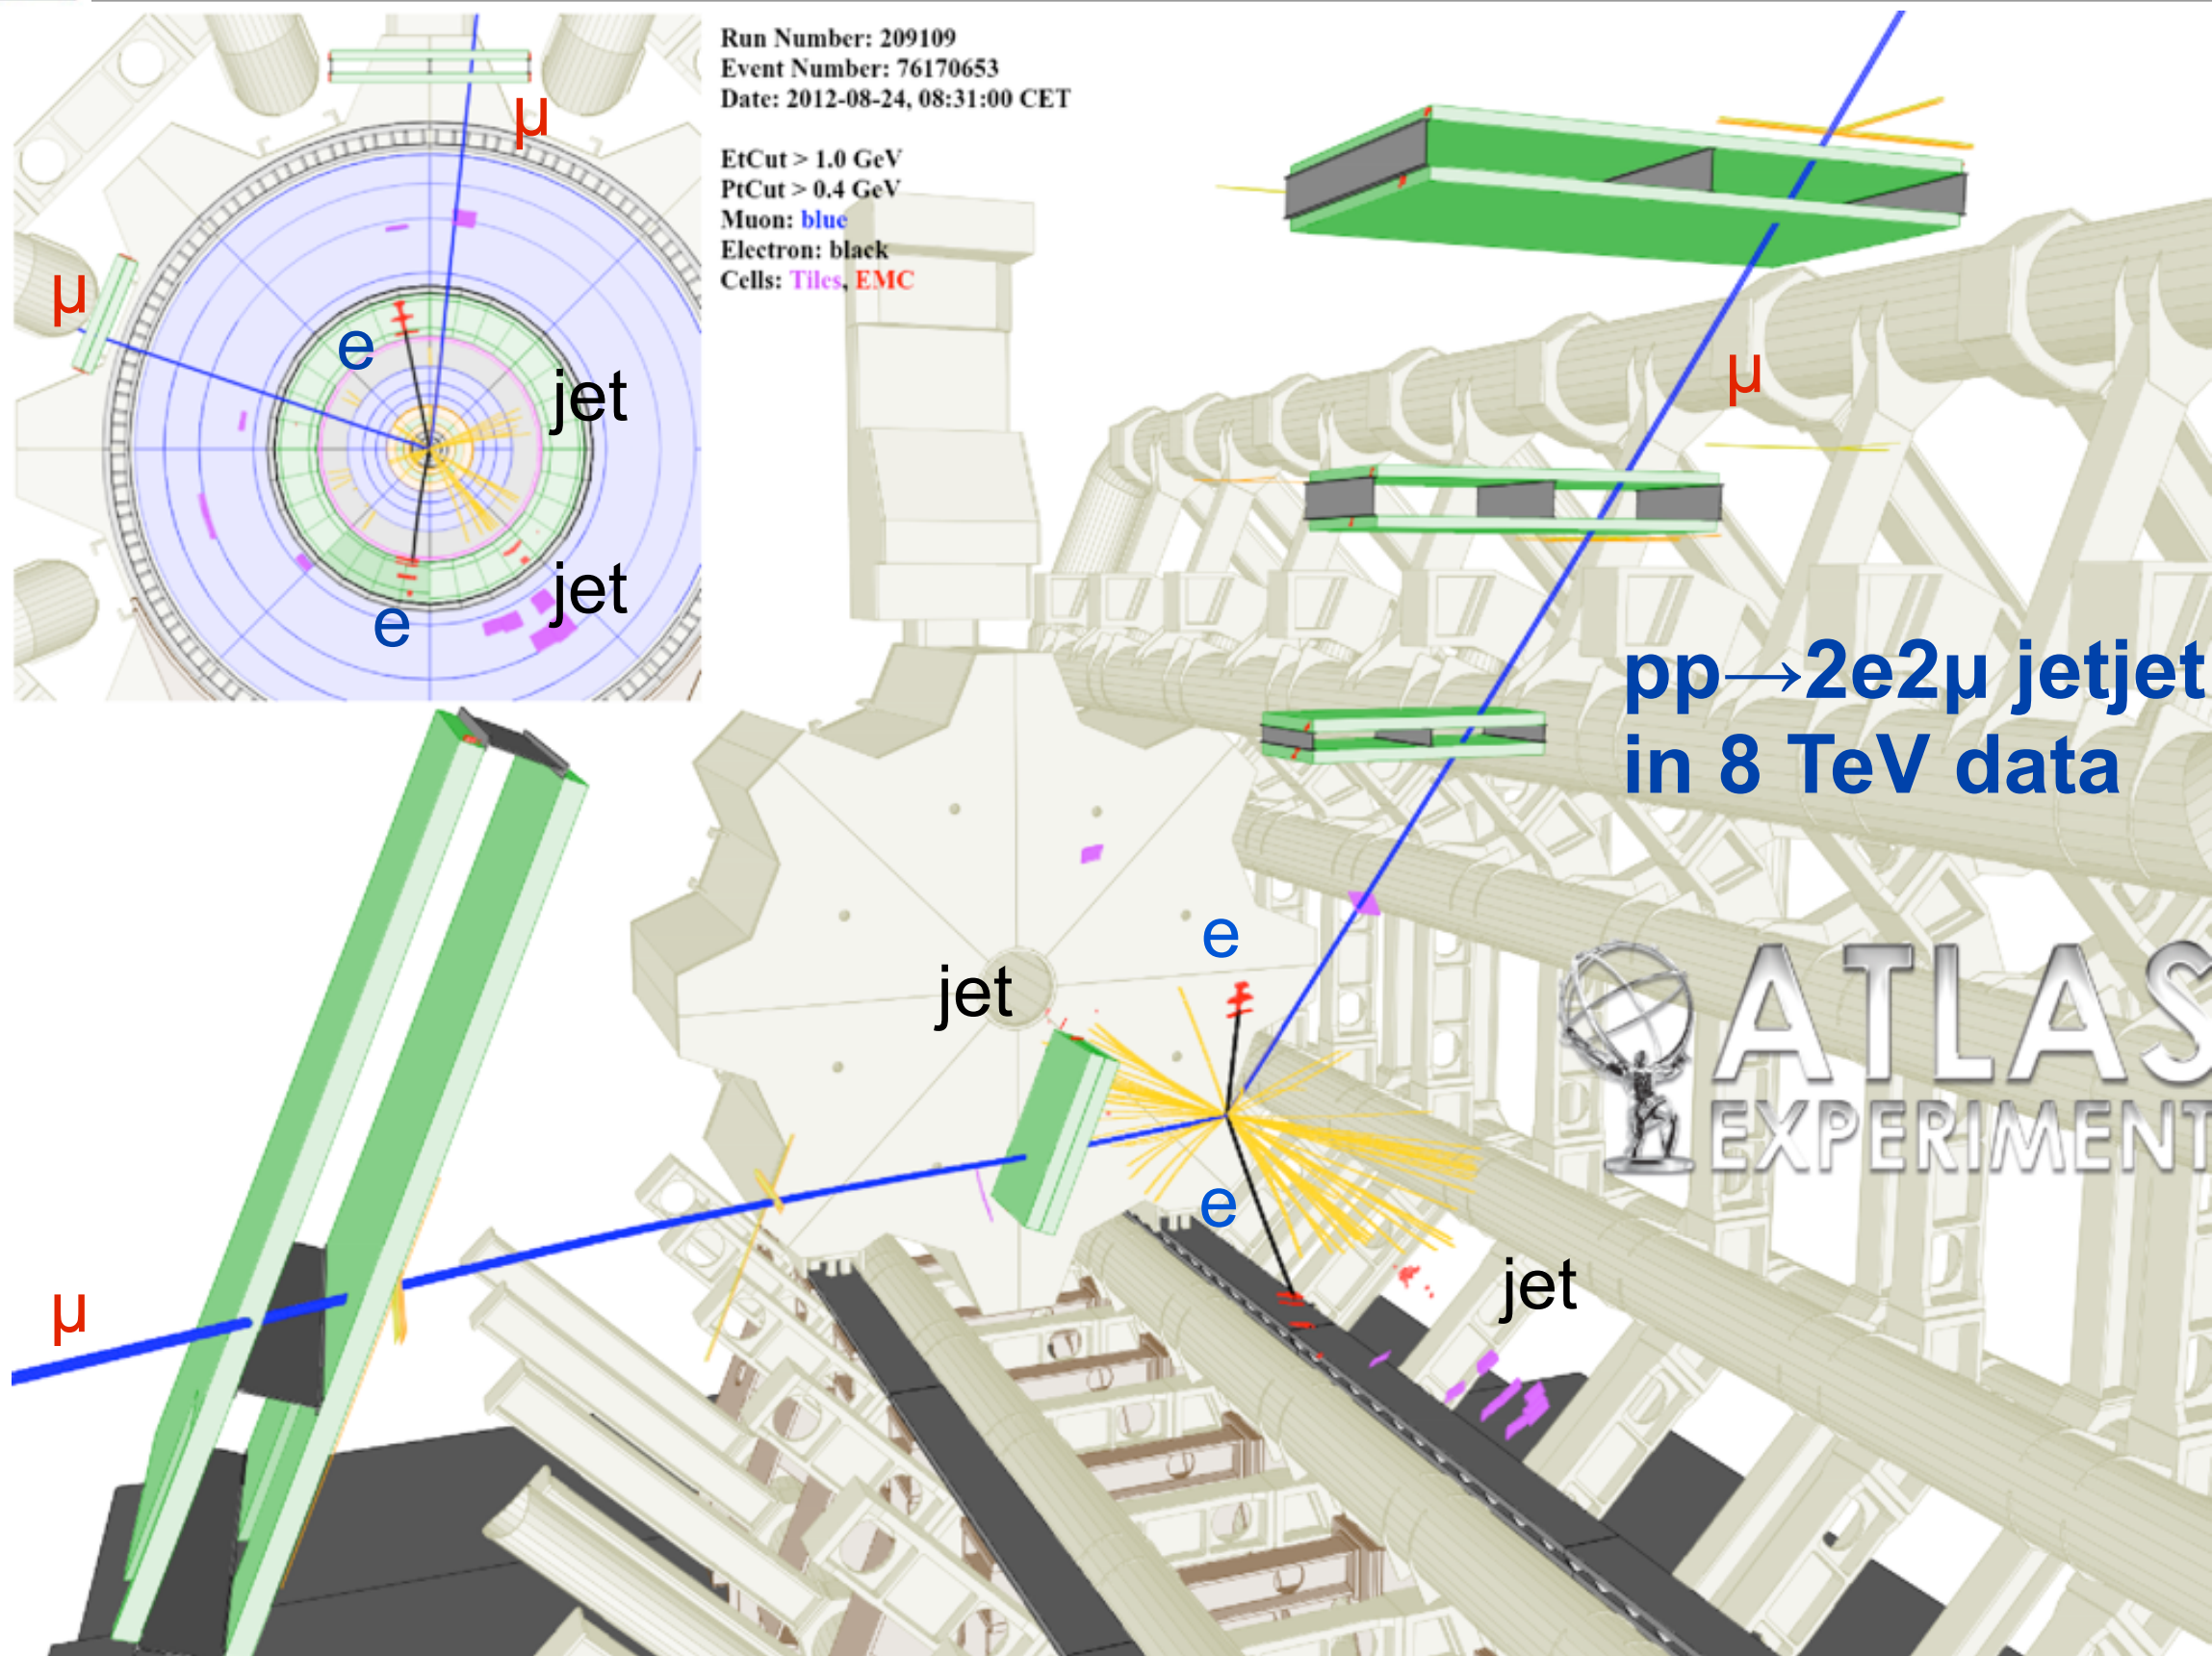 Run Number: 209109
Event Number: 76170653
Date: 2012-08-24, 08:31:00 CET
EtCut > 1.0 GeV
PtCut > 0.4 GeV
Muon: blue
Electron: black
Cells: Tiles, EMC
μ
μ
e
jet
jet
e
μ
pp→2e2μ jetjet
in 8 TeV data
e
jet
ATLAS
EXPERIMENT
e
jet
μ